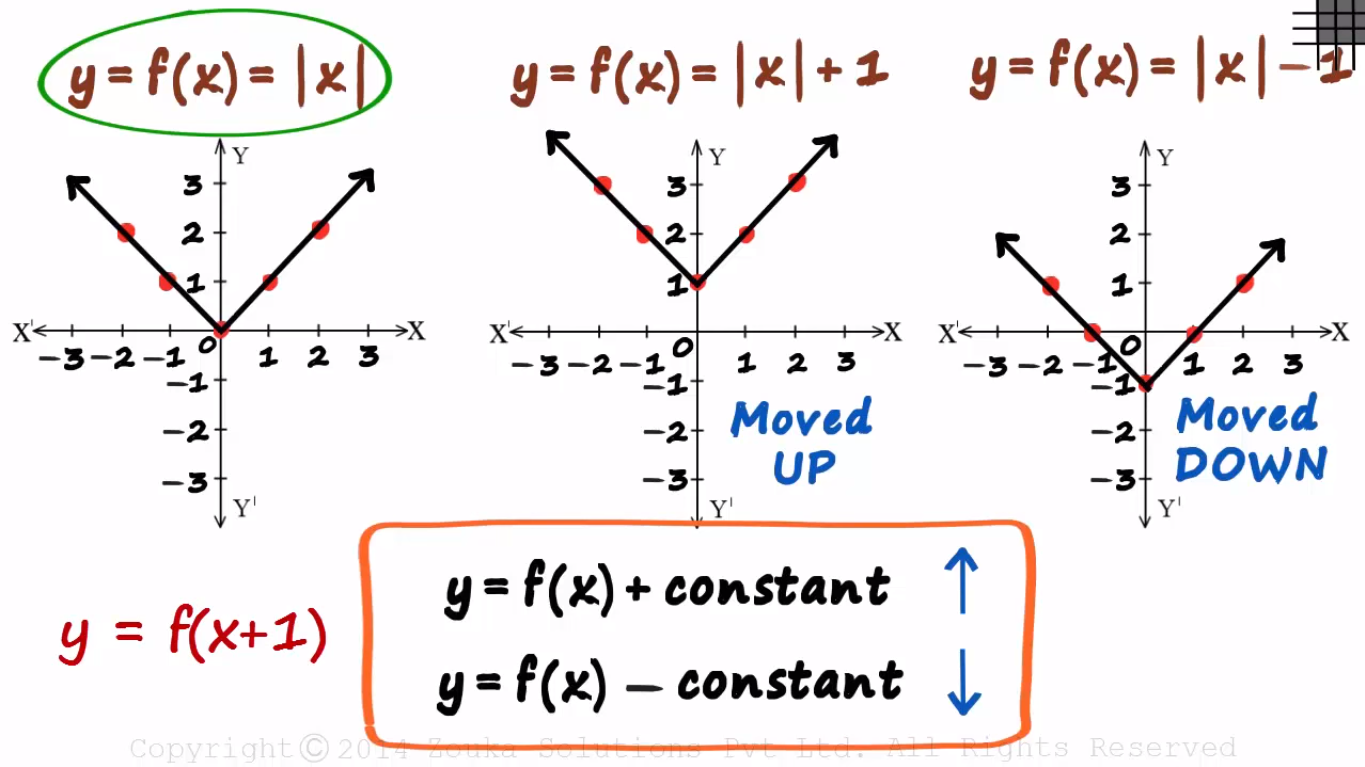 y = f(x) = |x|
y = f(x) = |x| + 1
y = f(x) = |x| − 1
Y
3
2
1
X' X
−3 −2 −1 0 1 2 3
−1
−2
−3
Y'
Y
3
2
1
X' X
−3 −2 −1 0 1 2 3
−1
−2
−3
Y'
Moved
UP
Y
3
2
1
X' X
−3 −2 −1 0 1 2 3
−1
−2
−3
Y'
Moved
DOWN
y = f(x+1)
y = f(x) + constant
y = f(x) − constant
Copyright © 2014 Zouka Solutions Pvt Ltd. All Rights Reserved